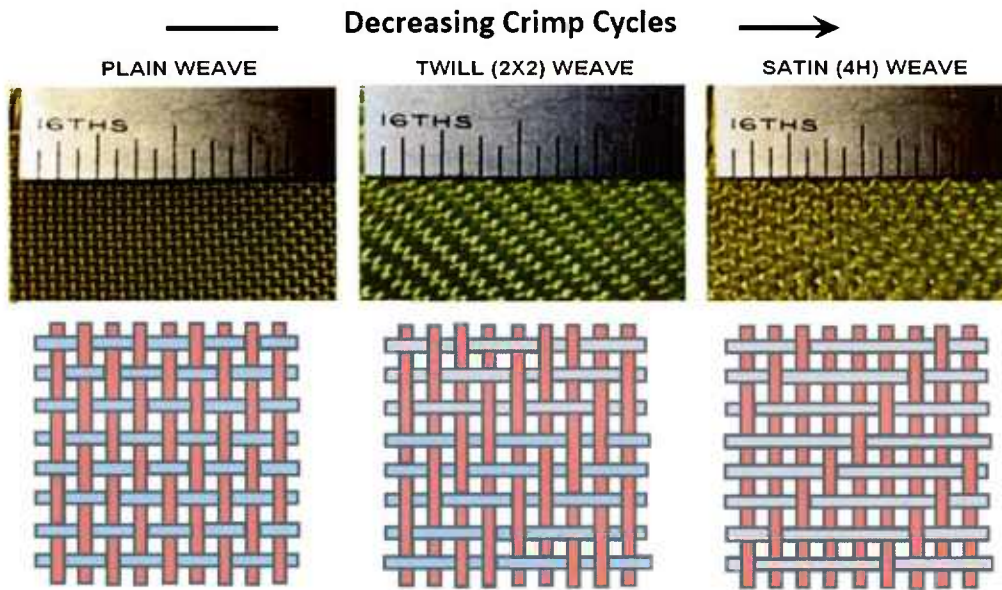 Decreasing Crimp Cycles
PLAIN WEAVE
TWILL (2X2) WEAVE
SATIN (4H) WEAVE
16THS
16THS
16THS